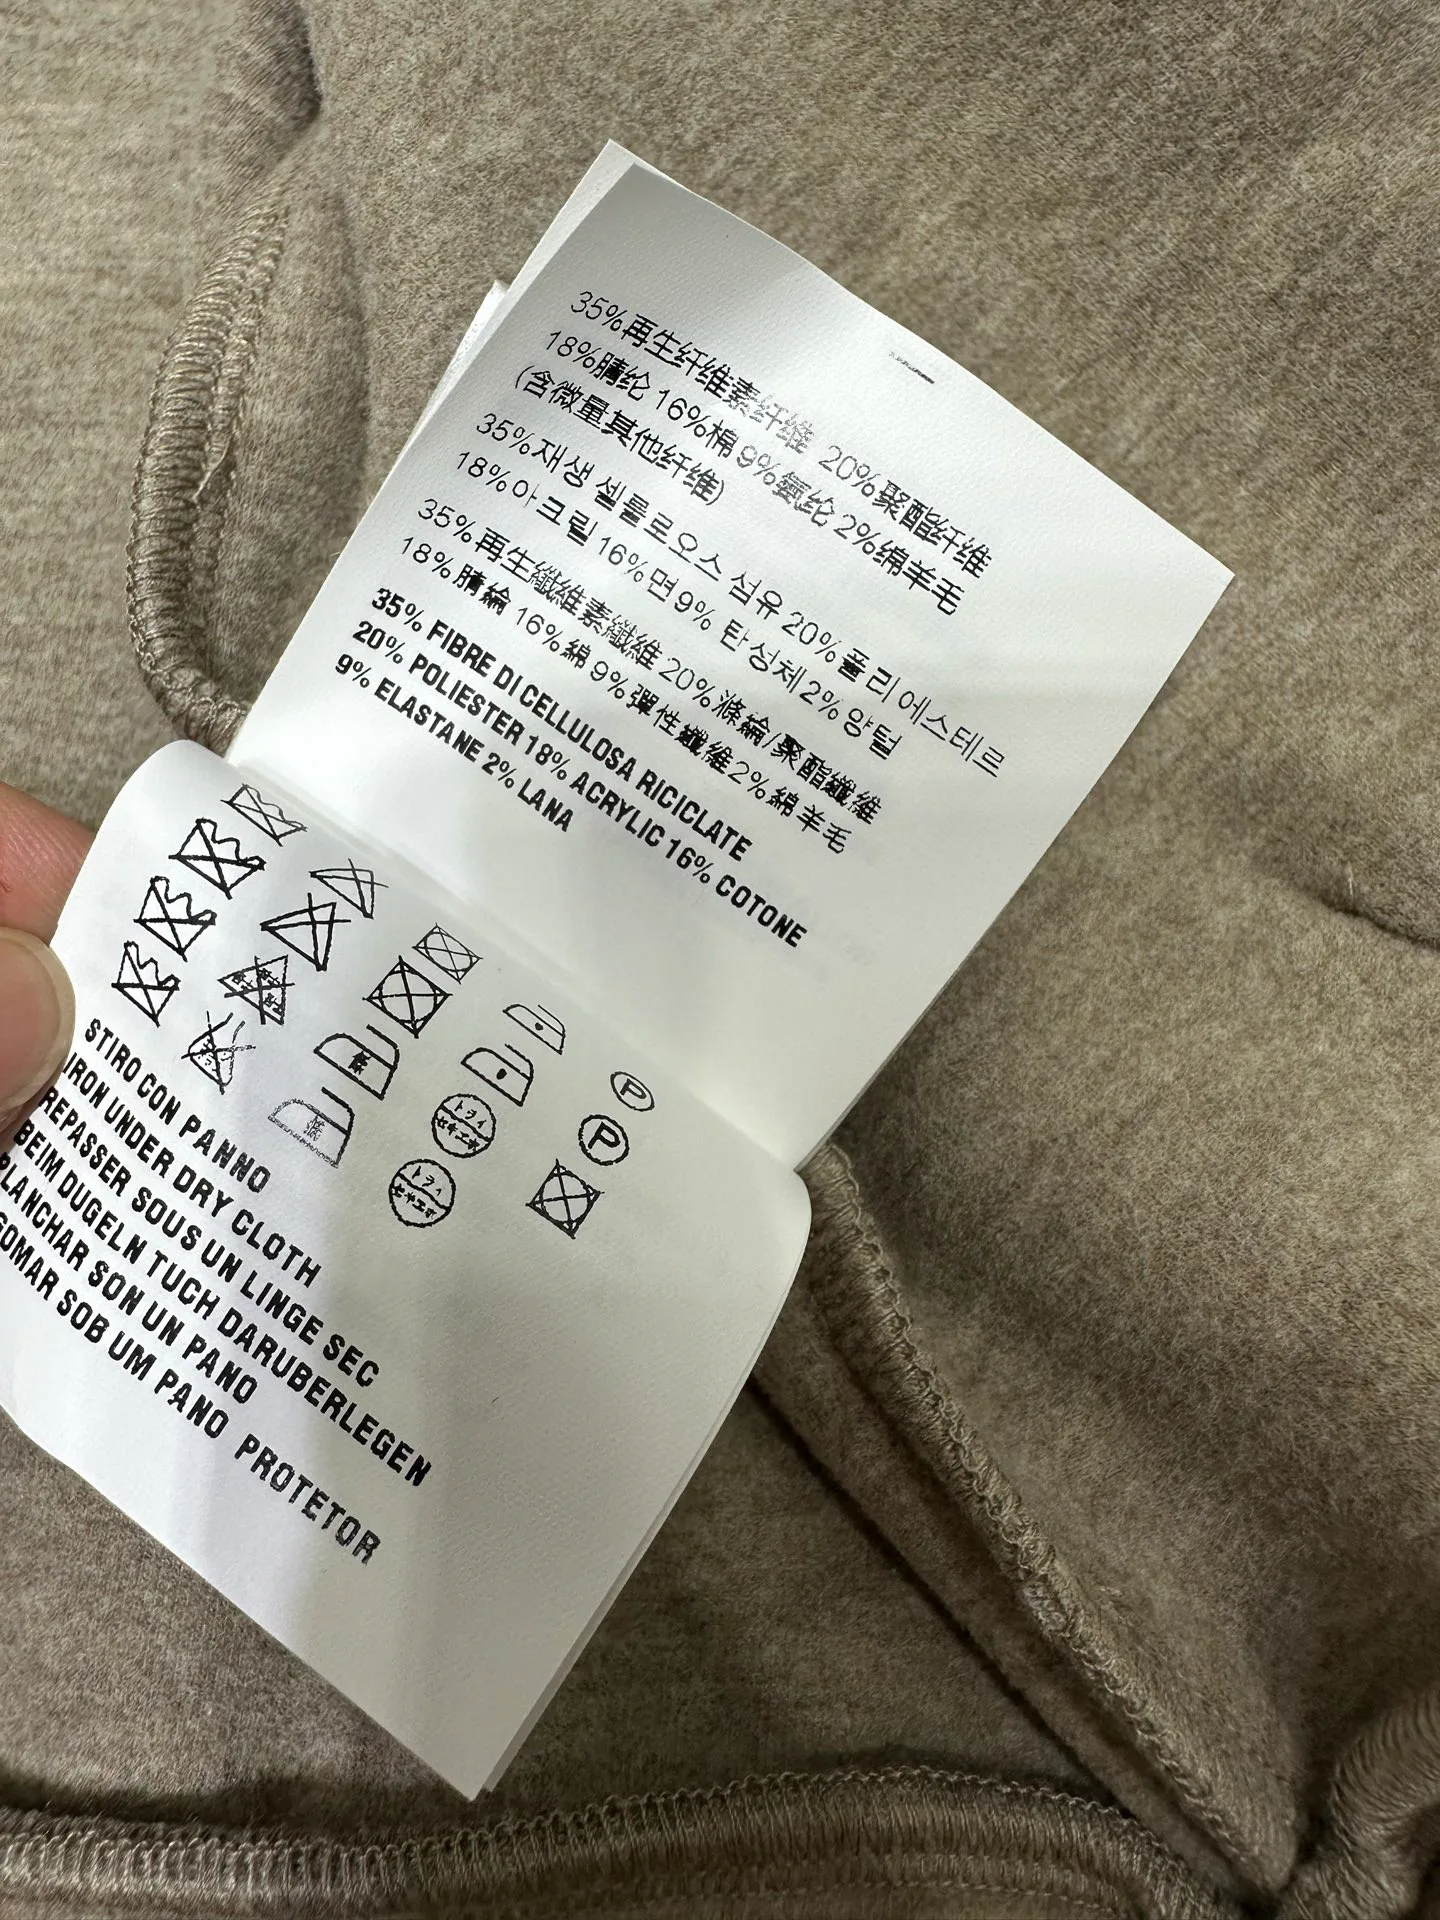 35%再生纤维素纤维 20%聚酯纤维
18%腈纶 16%棉 9%氨纶 2%绵羊毛
(含微量其他纤维)
35%재생 셀룰로오스 섬유 20%폴리에스테르
18%아크릴 16%면 9% 탄성체 2% 양털
35%再生纖維素纖維 20%滌綸/聚酯纖維
18%腈綸 16%綿 9%彈性纖維 2%綿羊毛
35% FIBRE DI CELLULOSA RICICLATE
20% POLIESTER 18% ACRYLIC 16% COTONE
9% ELASTANE 2% LANA
P
P
STIRO CON PANNO
IRON UNDER DRY CLOTH
REPASSER SOUS UN LINGE SEC
BEIM DUGELN TUCH DARUBERLEGEN
PLANCHAR SON UN PANO
GOMAR SOB UM PANO PROTETOR